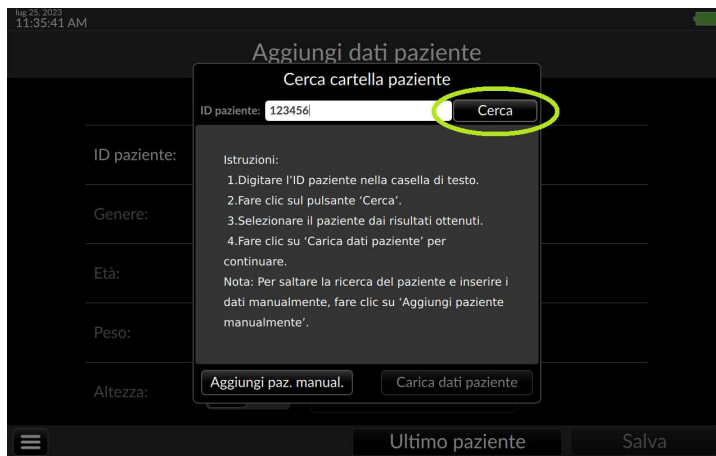 lug 25, 2023
11:35:41 AM
Aggiungi dati paziente
Cerca cartella paziente
ID paziente: 123456 Cerca
ID paziente:
Istruzioni:
1.Digitare l'ID paziente nella casella di testo.
2.Fare clic sul pulsante ‘Cerca’.
3.Selezionare il paziente dai risultati ottenuti.
4.Fare clic su ‘Carica dati paziente’ per
continuare.
Nota: Per saltare la ricerca del paziente e inserire i
dati manualmente, fare clic su ‘Aggiungi paziente
manualmente’.
Genere:
Età:
Peso:
Altezza:
Aggiungi paz. manual. Carica dati paziente
Ultimo paziente Salva